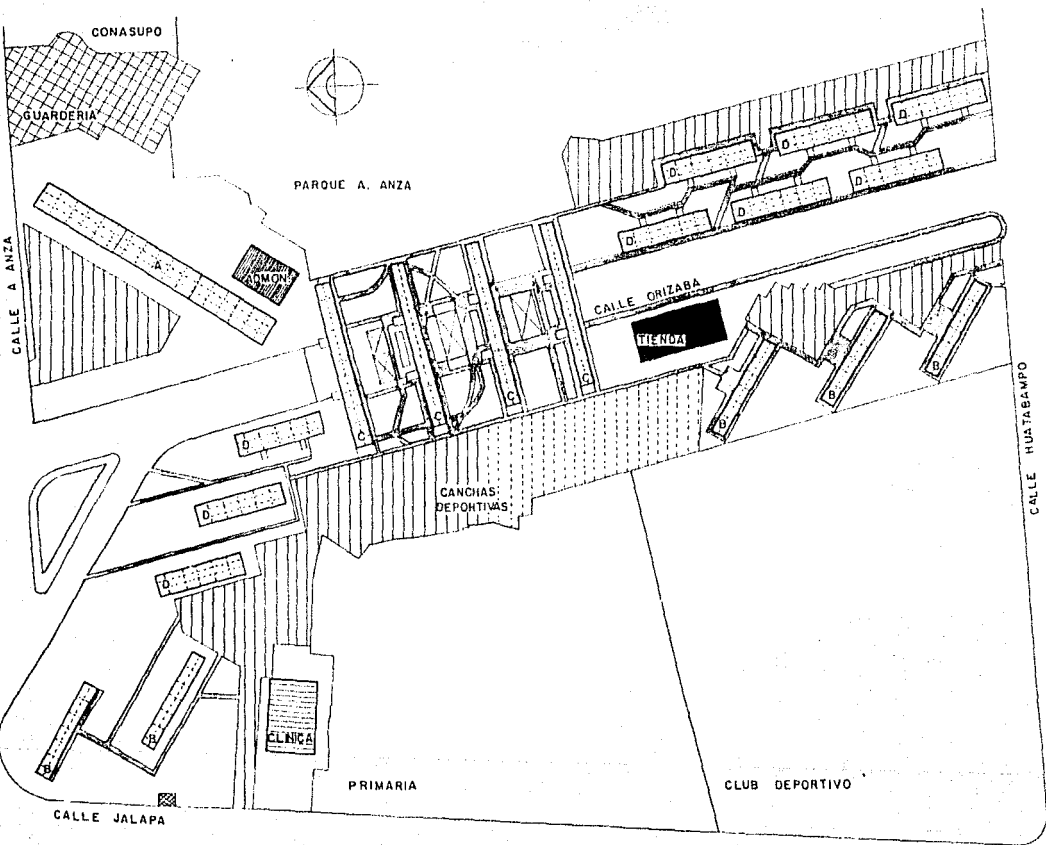 CONASUPO
GUARDERIA
PARQUE A. ANZA
CALLE A ANZA
A
ADMON
D
D
D
D
D
D
CALLE ORIZABA
TIENDA
C
C
C
C
B
B
B
CALLE HUATABAMPO
D
D
D
CANCHAS
DEPORTIVAS
B
B
CLINICA
PRIMARIA
CLUB DEPORTIVO
CALLE JALAPA